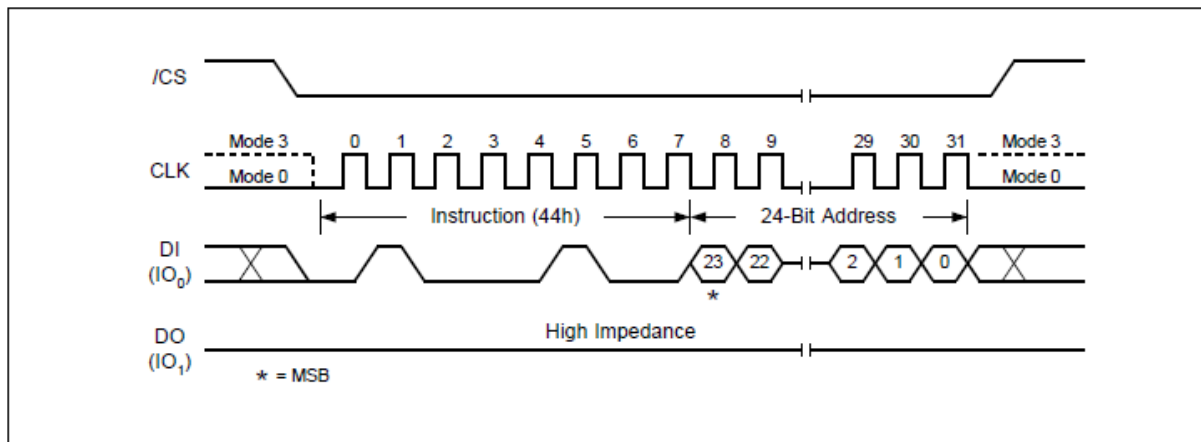 /CS
Mode 3 0 1 2 3 4 5 6 7 8 9 29 30 31 Mode 3
CLK
Mode 0 Mode 0
Instruction (44h) 24-Bit Address
DI
(IO0) 23 22 2 1 0
*
DO High Impedance
(IO1)
* = MSB